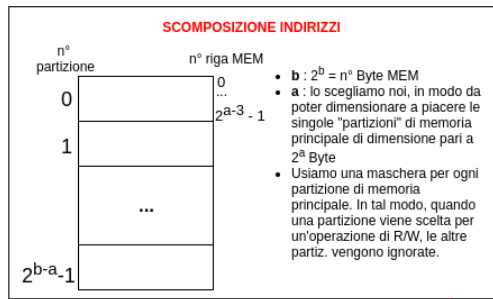 SCOMPOSIZIONE INDIRIZZI
n°
partizione
n° riga MEM
0
0
...
2^a-3 - 1
1
...
2^b-a-1
• b : 2^b = n° Byte MEM
• a : lo scegliamo noi, in modo da
poter dimensionare a piacere le
singole "partizioni" di memoria
principale di dimensione pari a
2^a Byte
• Usiamo una maschera per ogni
partizione di memoria
principale. In tal modo, quando
una partizione viene scelta per
un'operazione di R/W, le altre
partiz. vengono ignorate.